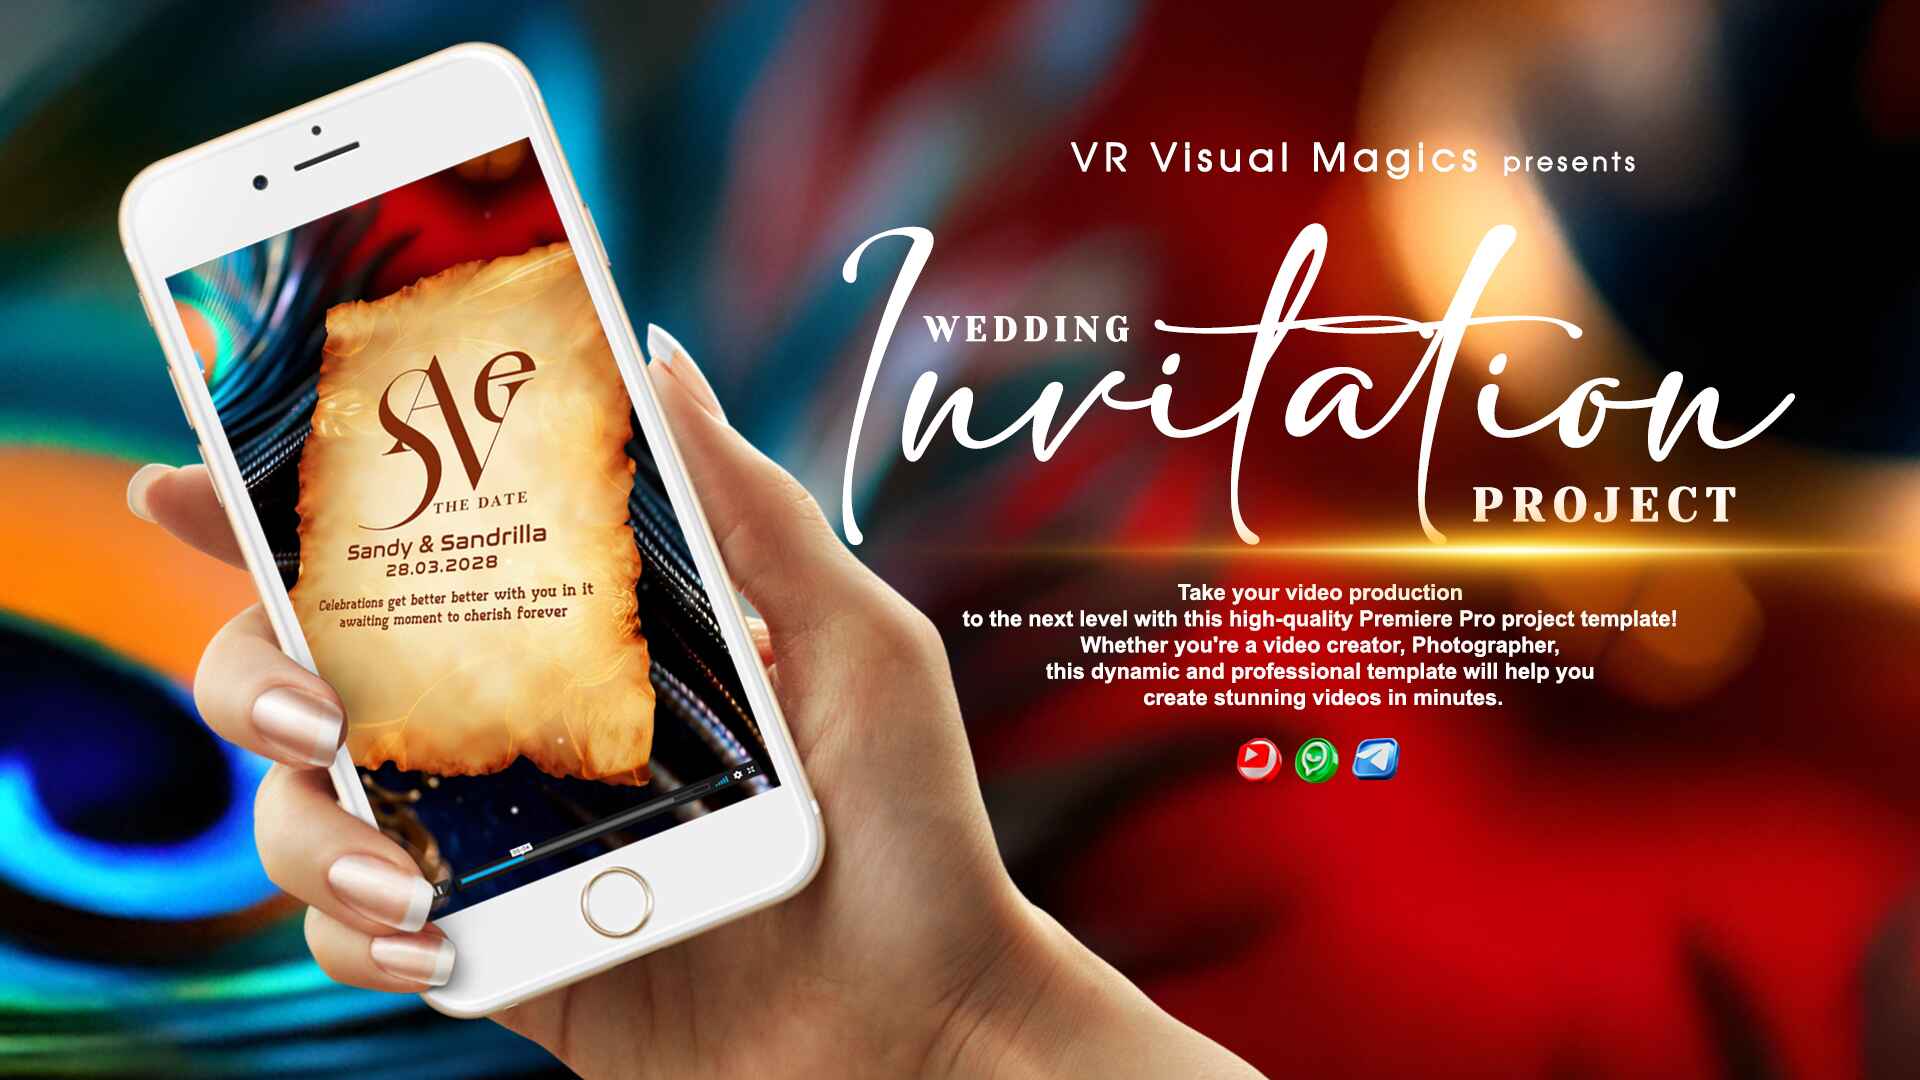 VR Visual Magics presents
WEDDING
Invitation
PROJECT
Take your video production
to the next level with this high-quality Premiere Pro project template!
Whether you're a video creator, Photographer,
this dynamic and professional template will help you
create stunning videos in minutes.
SAVe
THE DATE
Sandy & Sandrilla
28.03.2028
Celebrations get better better with you in it
awaiting moment to cherish forever